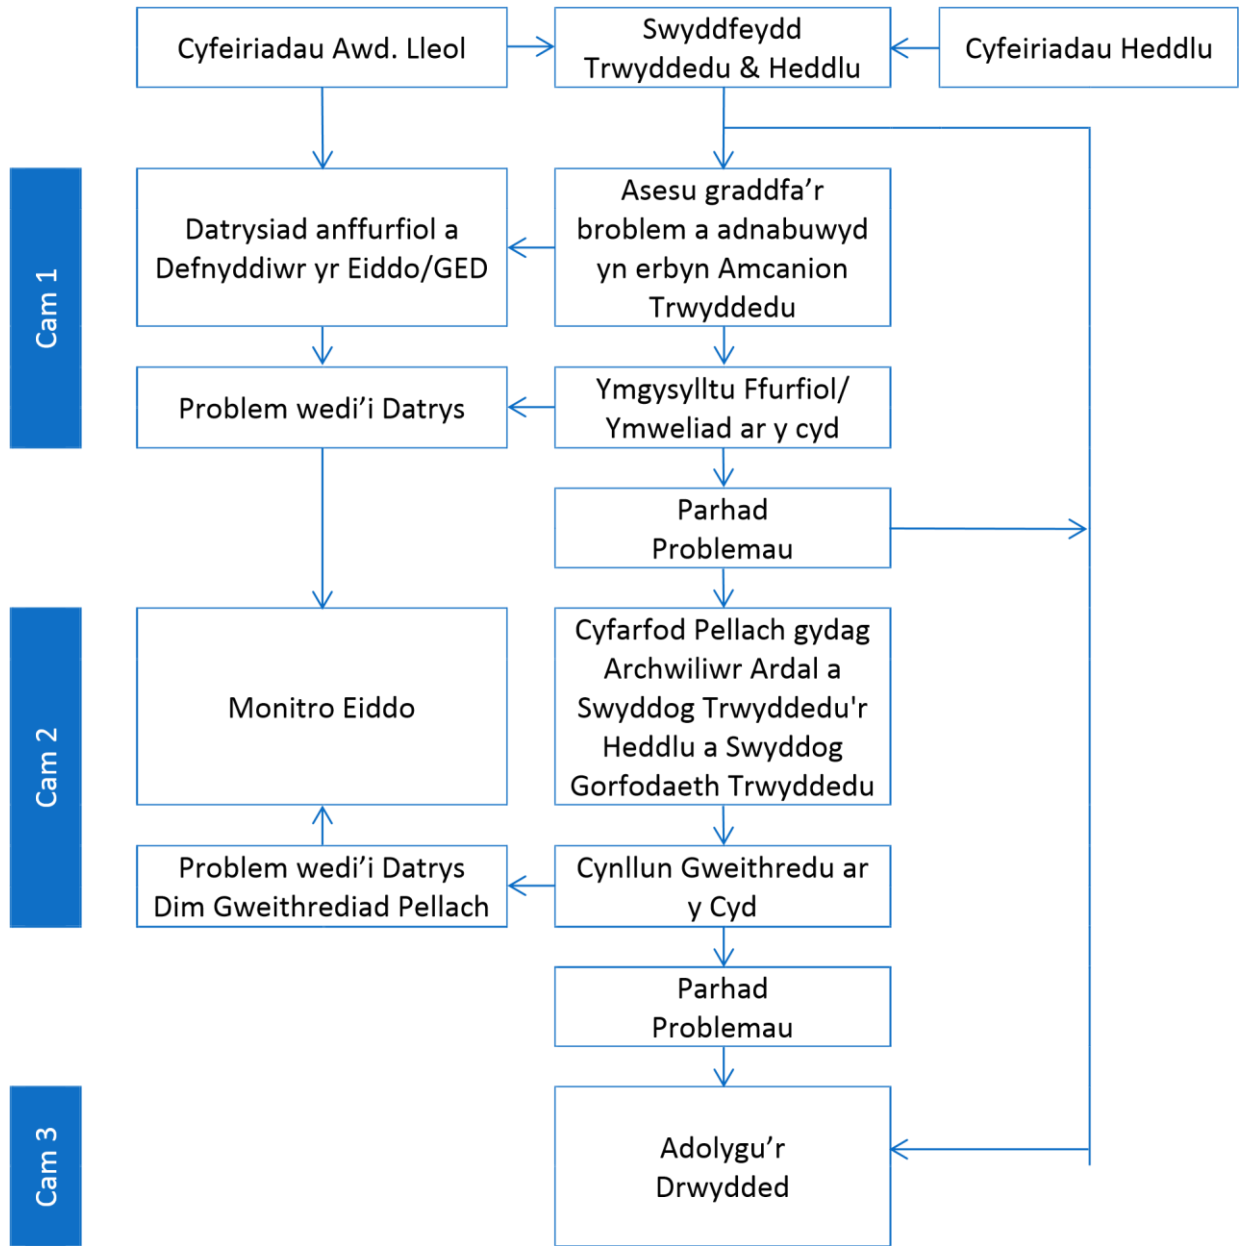 Cyfeiriadau Awd. Lleol
Swyddfeydd
Trwyddedu & Heddlu
Cyfeiriadau Heddlu
Cam 1
Datrysiad anffurfiol a
Defnyddiwr yr Eiddo/GED
Asesu graddfa’r
broblem a adnabuwyd
yn erbyn Amcanion
Trwyddedu
Problem wedi’i Datrys
Ymgysylltu Ffurfiol/
Ymweliad ar y cyd
Parhad
Problemau
Cam 2
Monitro Eiddo
Cyfarfod Pellach gydag
Archwiliwr Ardal a
Swyddog Trwyddedu'r
Heddlu a Swyddog
Gorfodaeth Trwyddedu
Problem wedi’i Datrys
Dim Gweithrediad Pellach
Cynllun Gweithredu ar
y Cyd
Parhad
Problemau
Cam 3
Adolygu’r
Drwydded